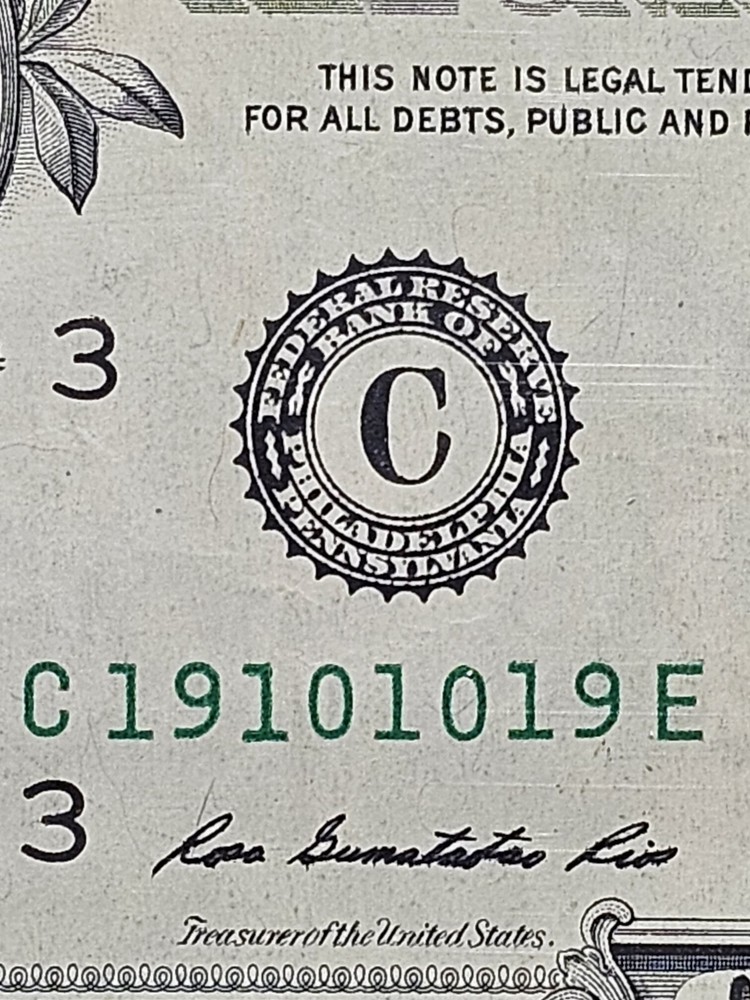 THIS NOTE IS LEGAL TEND
FOR ALL DEBTS, PUBLIC AND
3
FEDERAL RESERVE
BANK OF
C
PHILADELPHIA
PENNSYLVANIA
C19101019E
3
Rosa Gumataotao Rios
Treasurer of the United States.